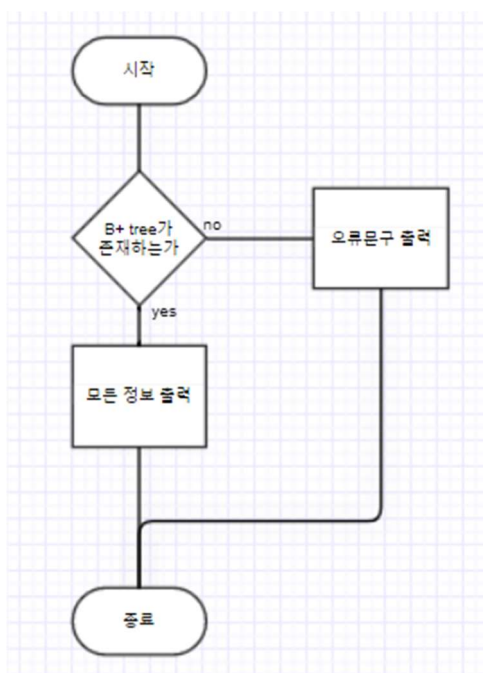 시작
B+ tree가
존재하는가
no
오류문구 출력
yes
모든 정보 출력
종료